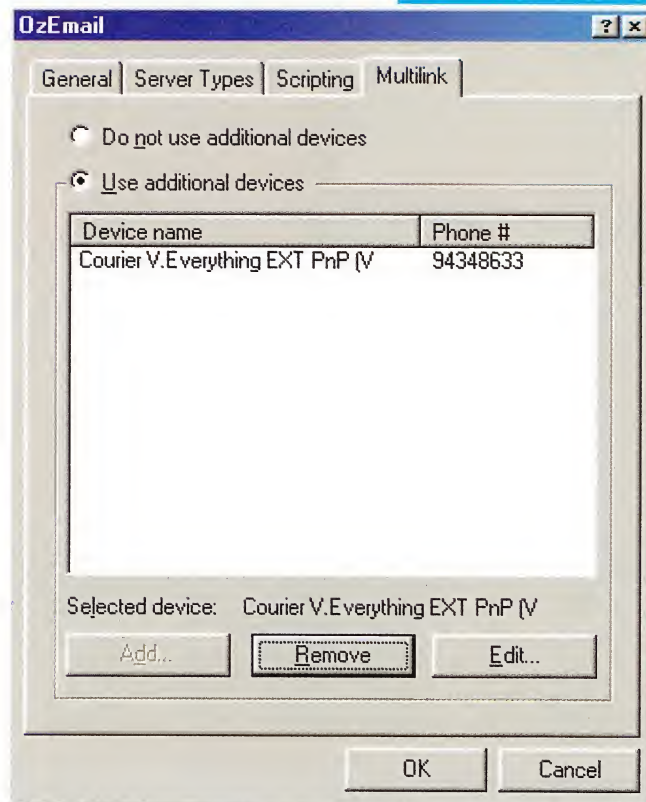 OzEmail
General Server Types Scripting Multilink
Do not use additional devices
Use additional devices
Device name Phone #
Courier V.Everything EXT PnP (V 94348633
Selected device: Courier V.Everything EXT PnP (V
Add... Remove Edit...
OK Cancel